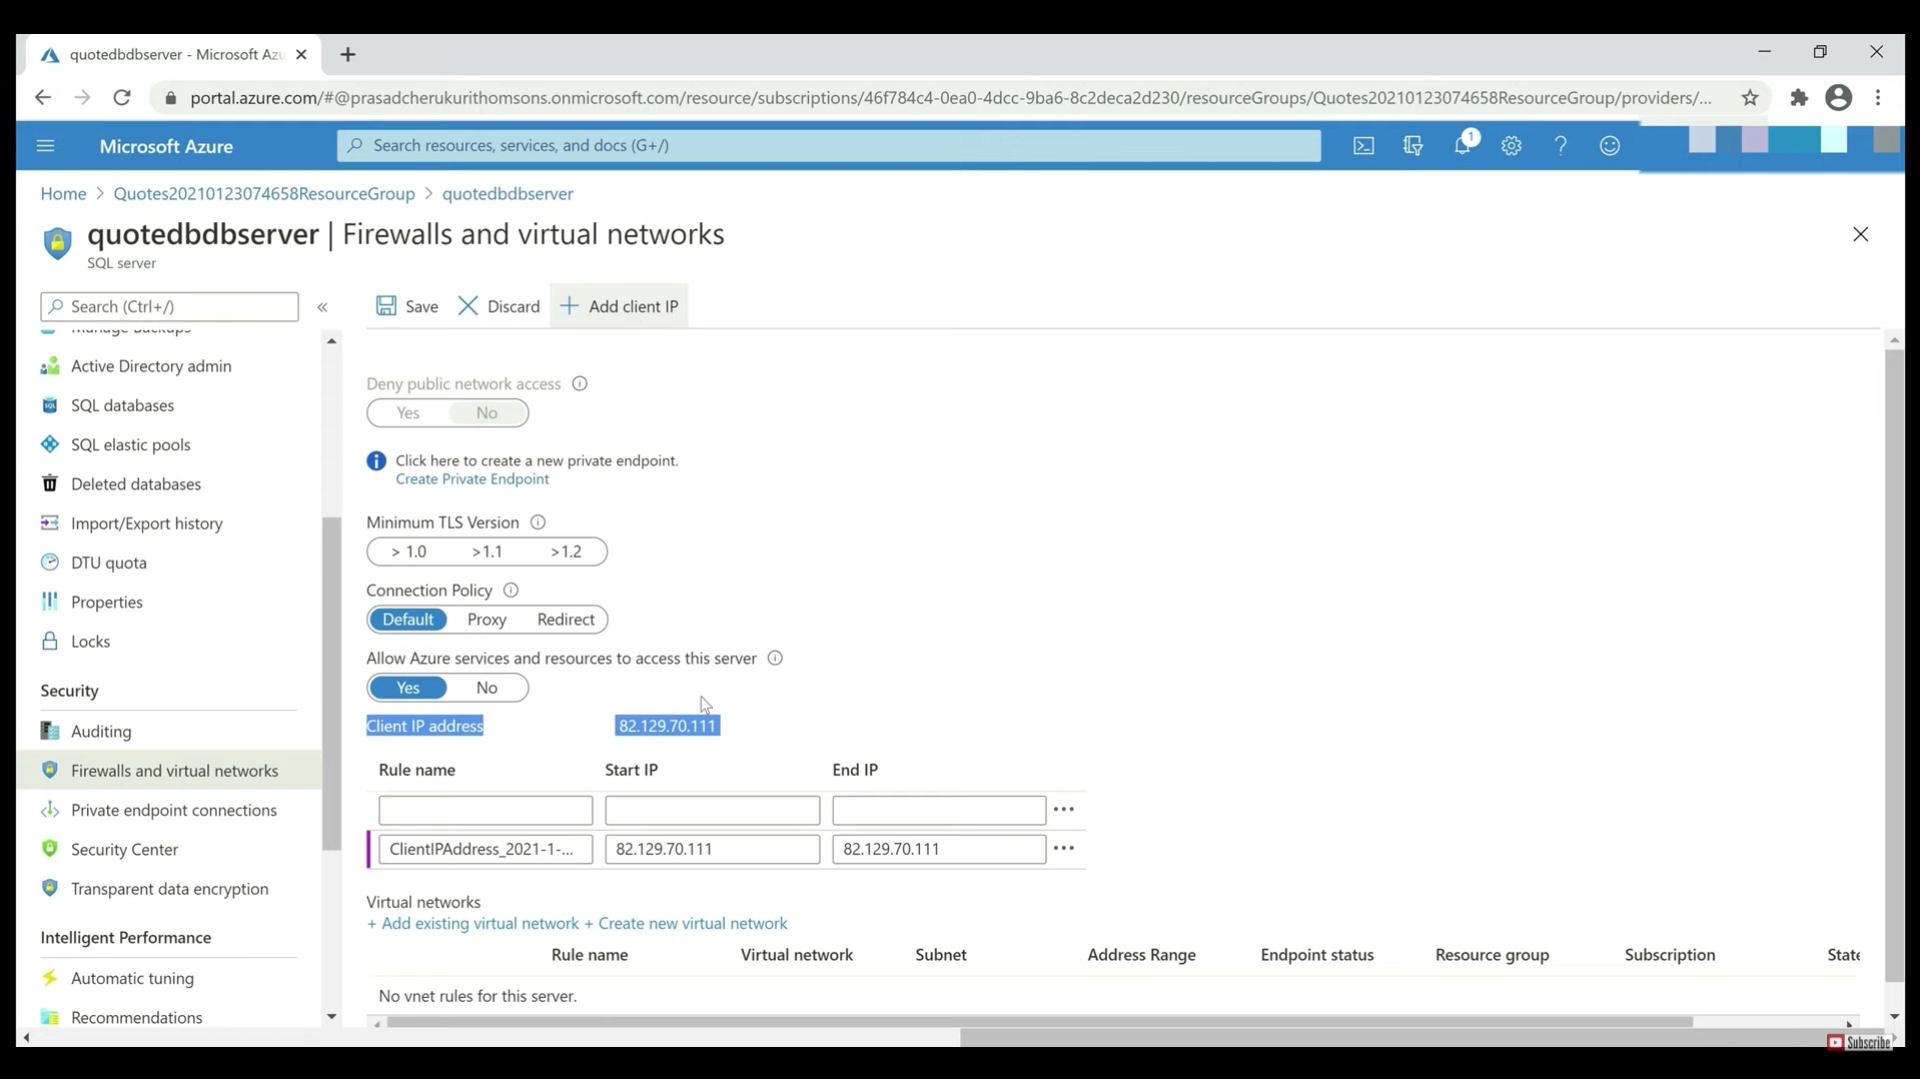 quotedbdbserver - Microsoft Azu
portal.azure.com/#@prasadcherukurithomsons.onmicrosoft.com/resource/subscriptions/46f784c4-0ea0-4dcc-9ba6-8c2deca2d230/resourceGroups/Quotes20210123074658ResourceGroup/providers/...
Microsoft Azure
Search resources, services, and docs (G+/)
1
Home > Quotes20210123074658ResourceGroup > quotedbdbserver
quotedbdbserver | Firewalls and virtual networks
SQL server
Search (Ctrl+/)
«
Save
Discard
Add client IP
Manage Backups
Active Directory admin
SQL databases
SQL elastic pools
Deleted databases
Import/Export history
DTU quota
Properties
Locks
Security
Auditing
Firewalls and virtual networks
Private endpoint connections
Security Center
Transparent data encryption
Intelligent Performance
Automatic tuning
Recommendations
Deny public network access
Yes No
Click here to create a new private endpoint.
Create Private Endpoint
Minimum TLS Version
> 1.0 >1.1 >1.2
Connection Policy
Default Proxy Redirect
Allow Azure services and resources to access this server
Yes No
Client IP address 82.129.70.111
Rule name Start IP End IP
ClientIPAddress_2021-1-... 82.129.70.111 82.129.70.111
Virtual networks
+ Add existing virtual network + Create new virtual network
Rule name Virtual network Subnet Address Range Endpoint status Resource group Subscription State
No vnet rules for this server.
Subscribe